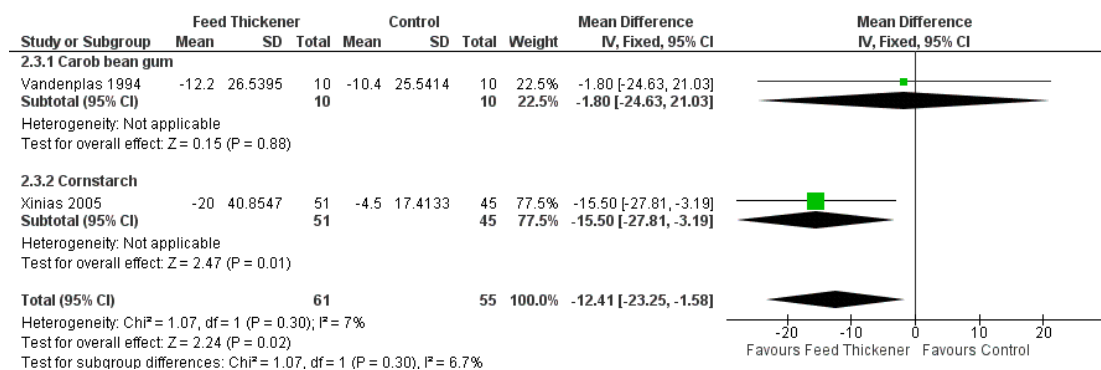 Feed Thickener Control Mean Difference Mean Difference
Study or Subgroup Mean SD Total Mean SD Total Weight IV, Fixed, 95% CI IV, Fixed, 95% CI
2.3.1 Carob bean gum
Vandenplas 1994 -12.2 26.5395 10 -10.4 25.5414 10 22.5% -1.80 [-24.63, 21.03]
Subtotal (95% CI) 10 10 22.5% -1.80 [-24.63, 21.03]
Heterogeneity: Not applicable
Test for overall effect: Z = 0.15 (P = 0.88)
2.3.2 Cornstarch
Xinias 2005 -20 40.8547 51 -4.5 17.4133 45 77.5% -15.50 [-27.81, -3.19]
Subtotal (95% CI) 51 45 77.5% -15.50 [-27.81, -3.19]
Heterogeneity: Not applicable
Test for overall effect: Z = 2.47 (P = 0.01)
Total (95% CI) 61 55 100.0% -12.41 [-23.25, -1.58]
Heterogeneity: Chi² = 1.07, df = 1 (P = 0.30); I² = 7%
Test for overall effect: Z = 2.24 (P = 0.02)
Test for subgroup differences: Chi² = 1.07, df = 1 (P = 0.30), I² = 6.7%
-20 -10 0 10 20
Favours Feed Thickener Favours Control